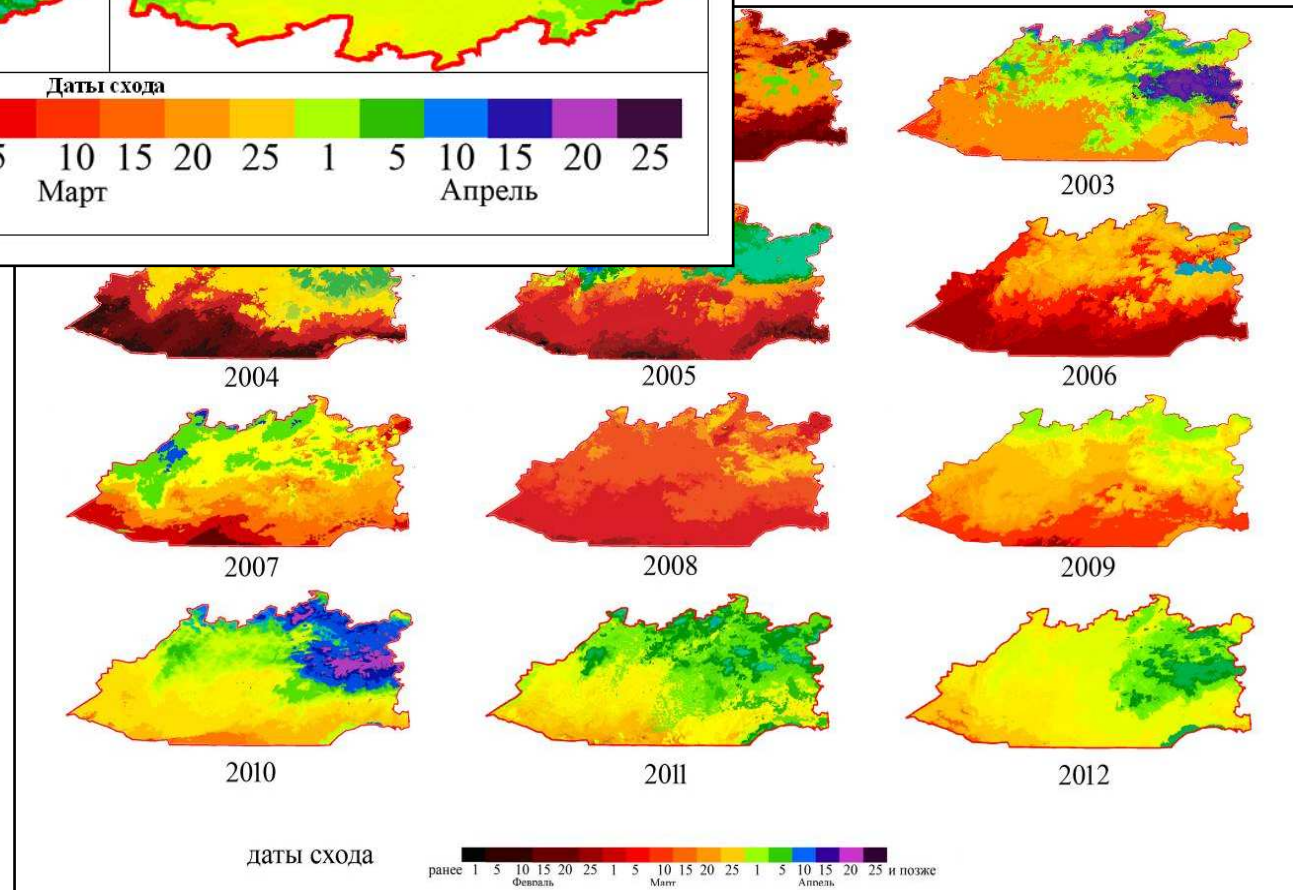 Даты схода
5 10 15 20 25 1 5 10 15 20 25
Март Апрель
2003
2004 2005 2006
2007 2008 2009
2010 2011 2012
даты схода
ранее 1 5 10 15 20 25 1 5 10 15 20 25 1 5 10 15 20 25 и позже
Февраль Март Апрель